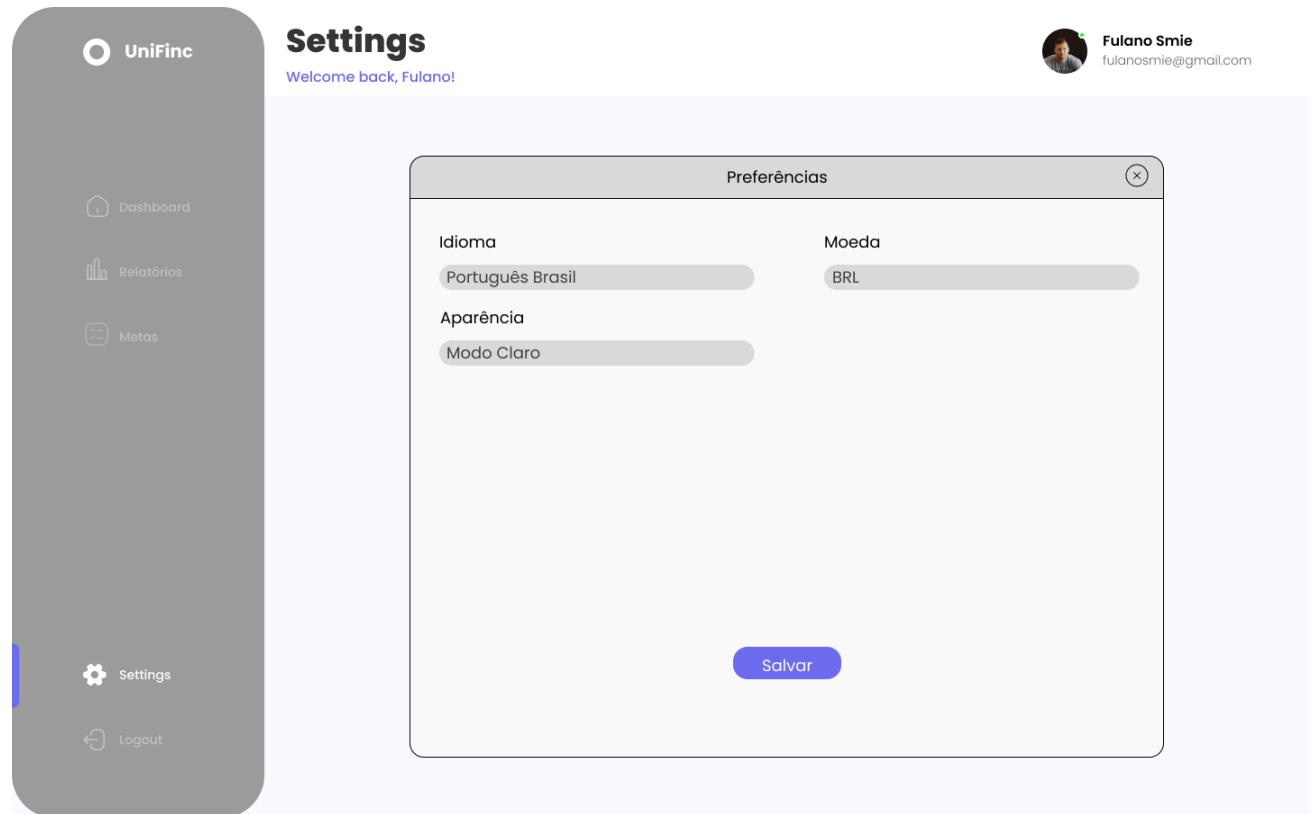 UniFinc
Dashboard
Relatórios
Metas
Settings
Logout
Settings
Welcome back, Fulano!
Fulano Smie
fulanosmie@gmail.com
Preferências
Idioma
Português Brasil
Moeda
BRL
Aparência
Modo Claro
Salvar